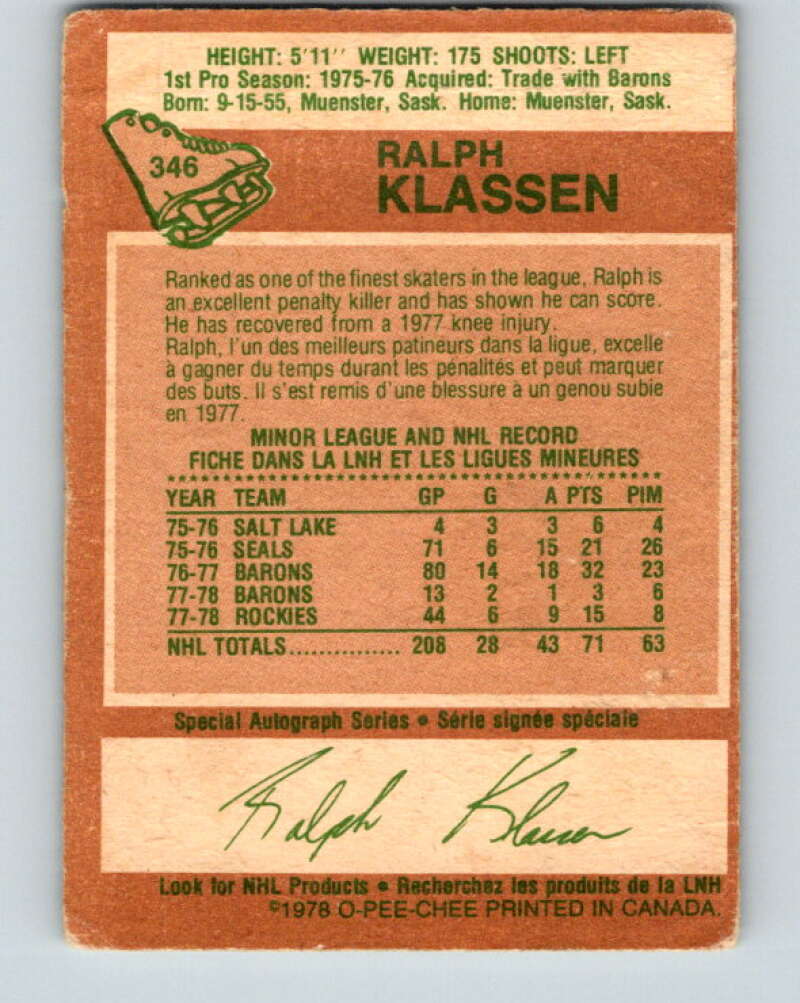 HEIGHT: 5'11'' WEIGHT: 175 SHOOTS: LEFT
1st Pro Season: 1975-76 Acquired: Trade with Barons
Born: 9-15-55, Muenster, Sask. Home: Muenster, Sask.
346
RALPH
KLASSEN
Ranked as one of the finest skaters in the league, Ralph is
an excellent penalty killer and has shown he can score.
He has recovered from a 1977 knee injury.
Ralph, l'un des meilleurs patineurs dans la ligue, excelle
à gagner du temps durant les pénalités et peut marquer
des buts. Il s'est remis d'une blessure à un genou subie
en 1977.
MINOR LEAGUE AND NHL RECORD
FICHE DANS LA LNH ET LES LIGUES MINEURES
YEAR TEAM GP G A PTS PIM
75-76 SALT LAKE 4 3 3 6 4
75-76 SEALS 71 6 15 21 26
76-77 BARONS 80 14 18 32 23
77-78 BARONS 13 2 1 3 6
77-78 ROCKIES 44 6 9 15 8
NHL TOTALS............... 208 28 43 71 63
Special Autograph Series • Série signée spéciale
Ralph Klassen
Look for NHL Products • Recherchez les produits de la LNH
©1978 O-PEE-CHEE PRINTED IN CANADA.